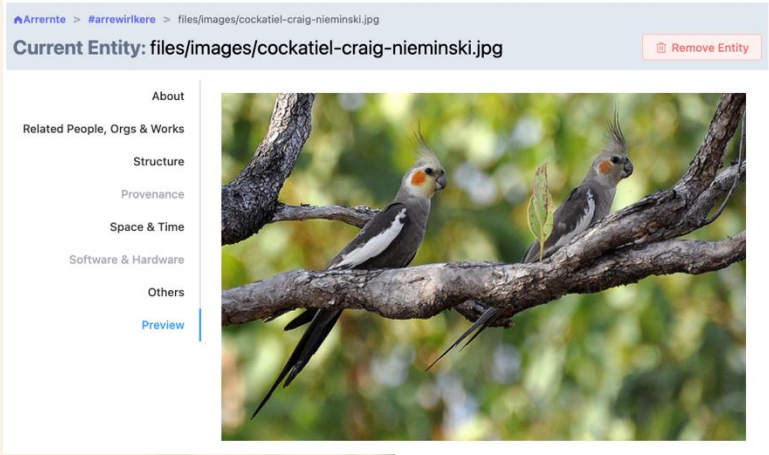 Arrernte > #arrewirlkere > files/images/cockatiel-craig-nieminski.jpg
Current Entity: files/images/cockatiel-craig-nieminski.jpg
Remove Entity
About
Related People, Orgs & Works
Structure
Provenance
Space & Time
Software & Hardware
Others
Preview